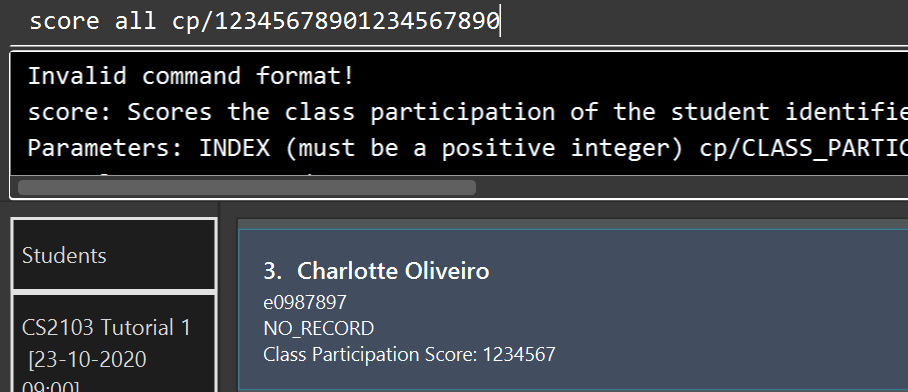 score all cp/12345678901234567890
Invalid command format!
score: Scores the class participation of the student identifie
Parameters: INDEX (must be a positive integer) cp/CLASS_PARTIC
Students
CS2103 Tutorial 1
[23-10-2020
09:00]
3. Charlotte Oliveiro
e0987897
NO_RECORD
Class Participation Score: 1234567